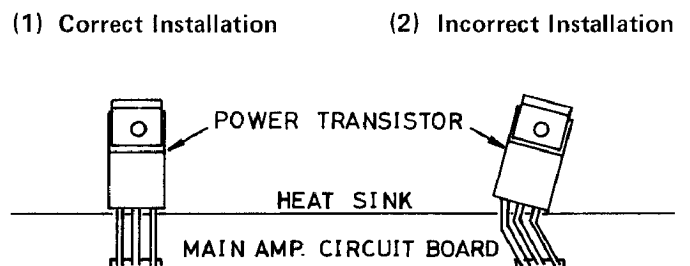 (1) Correct Installation
(2) Incorrect Installation
POWER TRANSISTOR
HEAT SINK
MAIN AMP. CIRCUIT BOARD